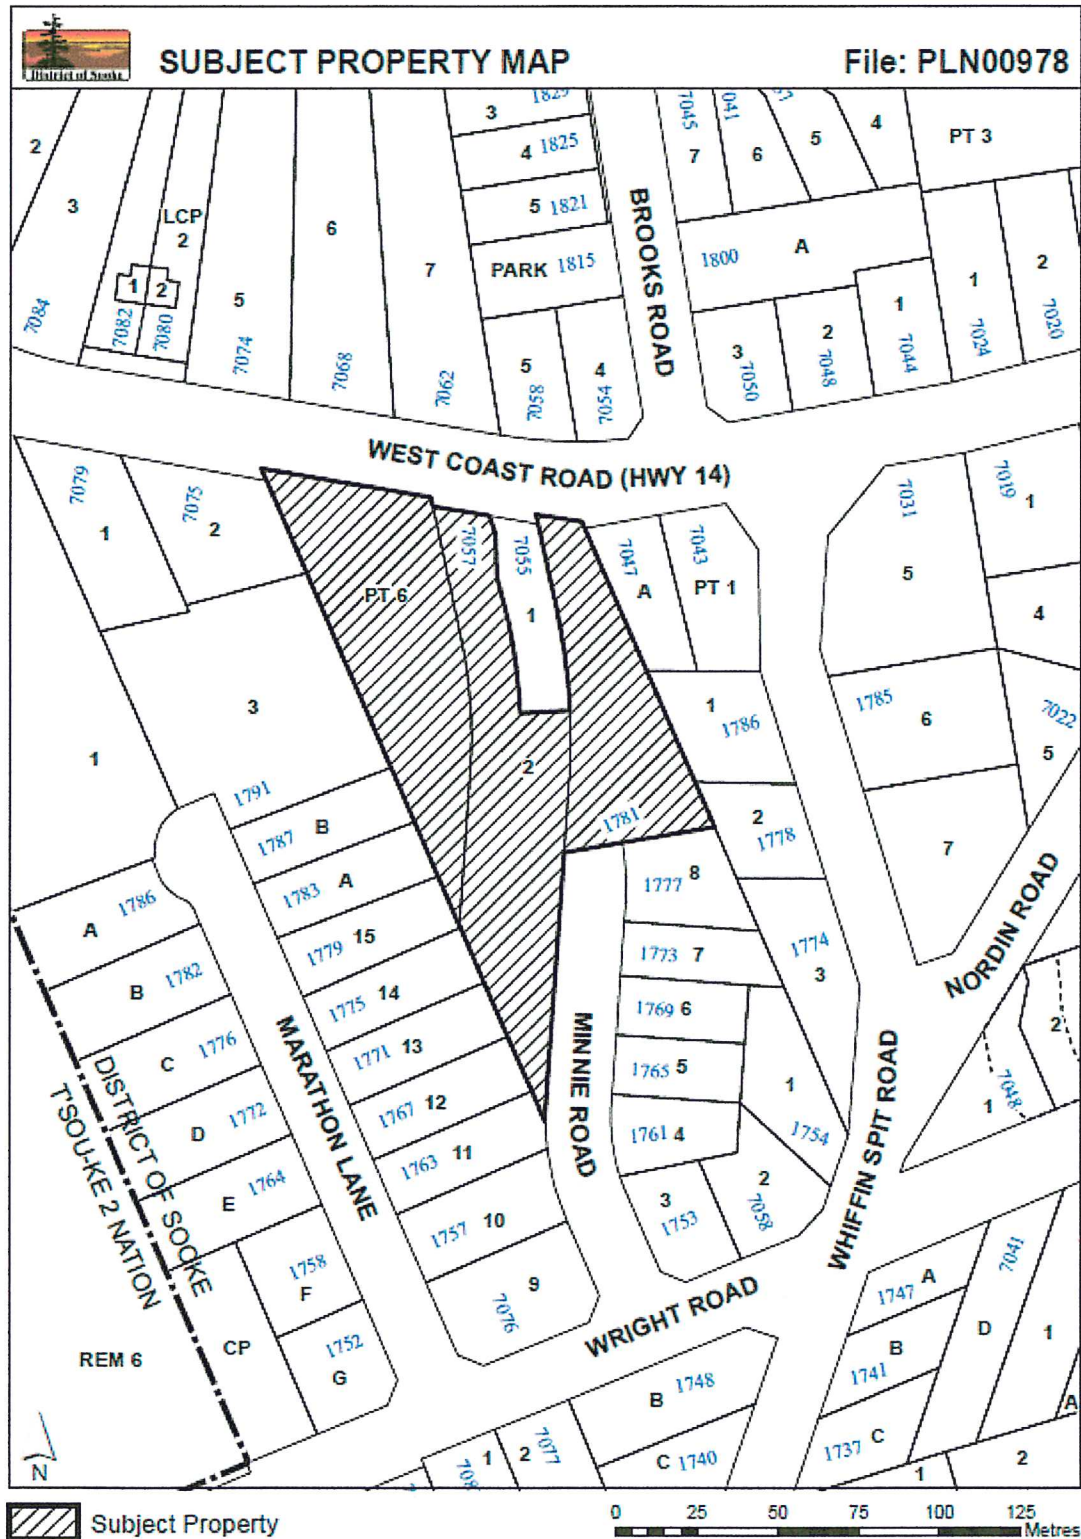 District of Sooke
SUBJECT PROPERTY MAP
File: PLN00978
2
3
LCP
2
1
2
7084
7082
7080
5
7074
6
7068
7
7062
3 1829
4 1825
5 1821
PARK 1815
5
7058
4
7054
BROOKS ROAD
7045
7
6
5
4
PT 3
1800 A
3
7050
2
7048
1
7044
1
7024
2
7020
WEST COAST ROAD (HWY 14)
7079
1
7075
2
PT 6
7057
7055
1
7047
A
7043
PT 1
7031
5
7019
1
4
3
1
2
1
1786
1785
6
7022
5
1791
1787 B
1783 A
1781
2
1778
7
1786
A
1779 15
1777 8
1782
B
1775 14
1773 7
1774
3
NORDIN ROAD
1776
C
1771 13
1769 6
2
1772
D
1767 12
1765 5
1
1754
1
7048
MARATHON LANE
MINNIE ROAD
WHIFFIN SPIT ROAD
DISTRICT OF SOOKE
T'SOU-KE 2 NATION
1764
E
1763 11
1761 4
1757 10
3
1753
2
7058
1758
F
9
7076
WRIGHT ROAD
1747 A
7041
D
1
1752
G
CP
REM 6
B
1741
B 1748
A
C 1740
1737 C
1
2
1
2
7077
N
Subject Property
0 25 50 75 100 125
Metres